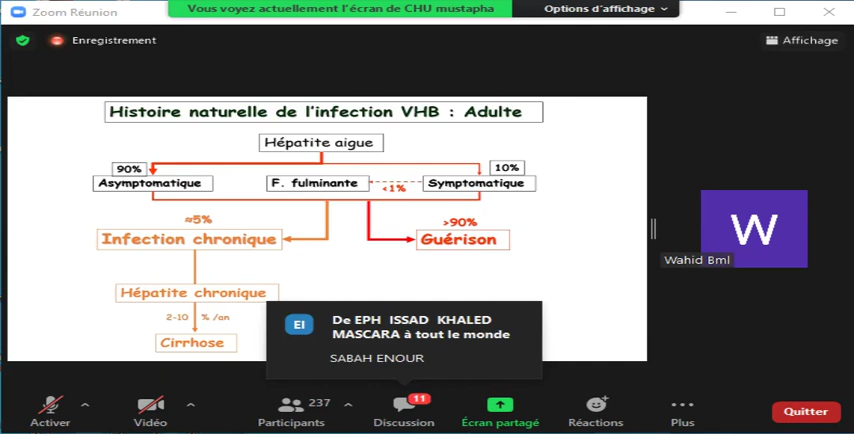 Zoom Réunion
Vous voyez actuellement l'écran de CHU mustapha
Options d'affichage
Enregistrement
Affichage
Histoire naturelle de l'infection VHB : Adulte
Hépatite aigue
90%
10%
Asymptomatique
F. fulminante
<1%
Symptomatique
≈5%
>90%
Infection chronique
Guérison
Hépatite chronique
2-10 % /an
Cirrhose
W
Wahid Bml
EI
De EPH ISSAD KHALED
MASCARA à tout le monde
SABAH ENOUR
Activer
Vidéo
237
Participants
11
Discussion
Écran partagé
Réactions
Plus
Quitter